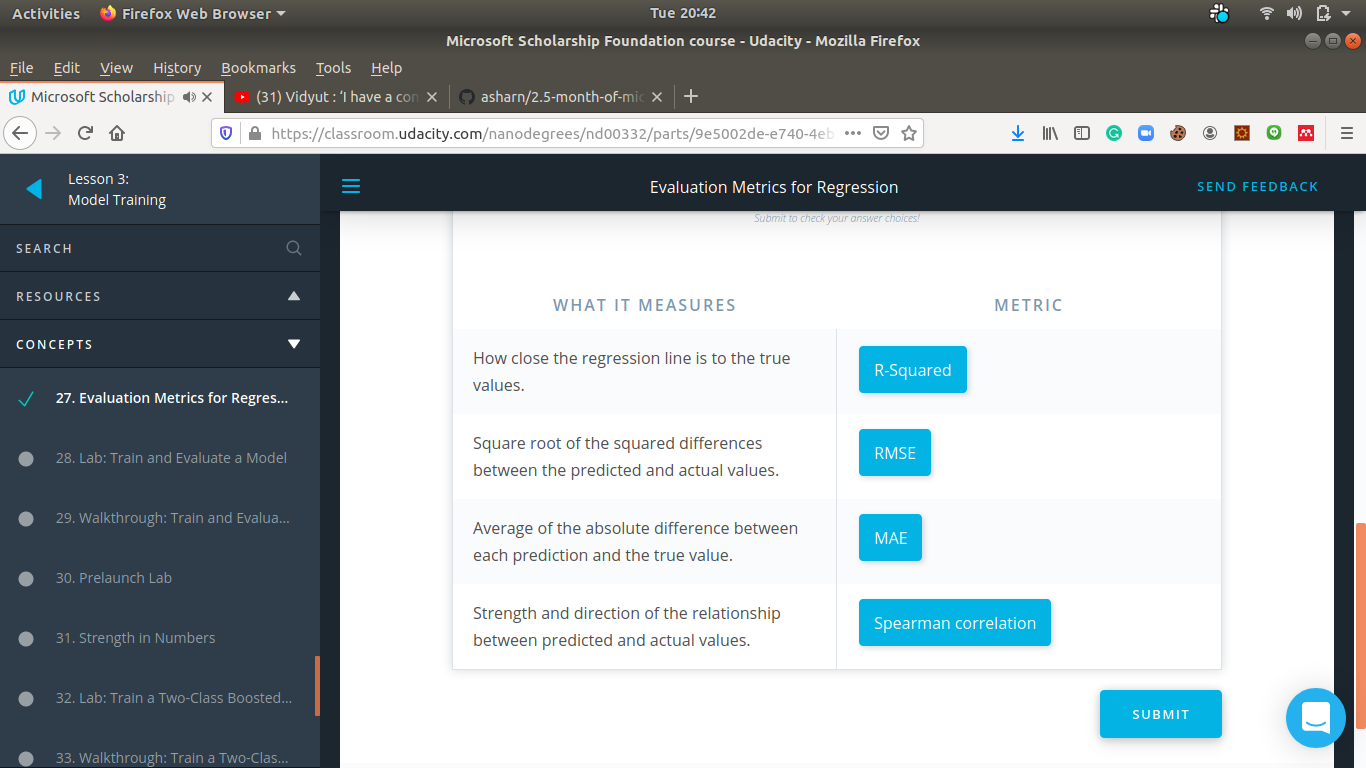 Activities Firefox Web Browser Tue 20:42
Microsoft Scholarship Foundation course - Udacity - Mozilla Firefox
File Edit View History Bookmarks Tools Help
Microsoft Scholarship (31) Vidyut : ‘I have a con asharn/2.5-month-of-mic
https://classroom.udacity.com/nanodegrees/nd00332/parts/9e5002de-e740-4eb
Lesson 3:
Model Training
Evaluation Metrics for Regression
SEND FEEDBACK
SEARCH
RESOURCES
CONCEPTS
27. Evaluation Metrics for Regres...
28. Lab: Train and Evaluate a Model
29. Walkthrough: Train and Evalua...
30. Prelaunch Lab
31. Strength in Numbers
32. Lab: Train a Two-Class Boosted...
33. Walkthrough: Train a Two-Clas...
Submit to check your answer choices!
WHAT IT MEASURES METRIC
How close the regression line is to the true
values.
R-Squared
Square root of the squared differences
between the predicted and actual values.
RMSE
Average of the absolute difference between
each prediction and the true value.
MAE
Strength and direction of the relationship
between predicted and actual values.
Spearman correlation
SUBMIT